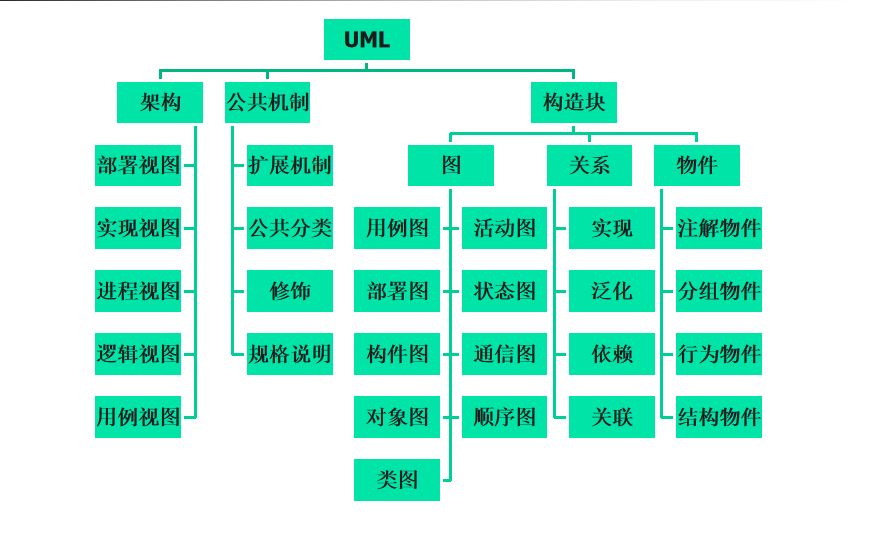 UML
架构
公共机制
构造块
部署视图
扩展机制
图
关系
物件
实现视图
公共分类
用例图
活动图
实现
注解物件
进程视图
修饰
部署图
状态图
泛化
分组物件
逻辑视图
规格说明
构件图
通信图
依赖
行为物件
用例视图
对象图
顺序图
关联
结构物件
类图